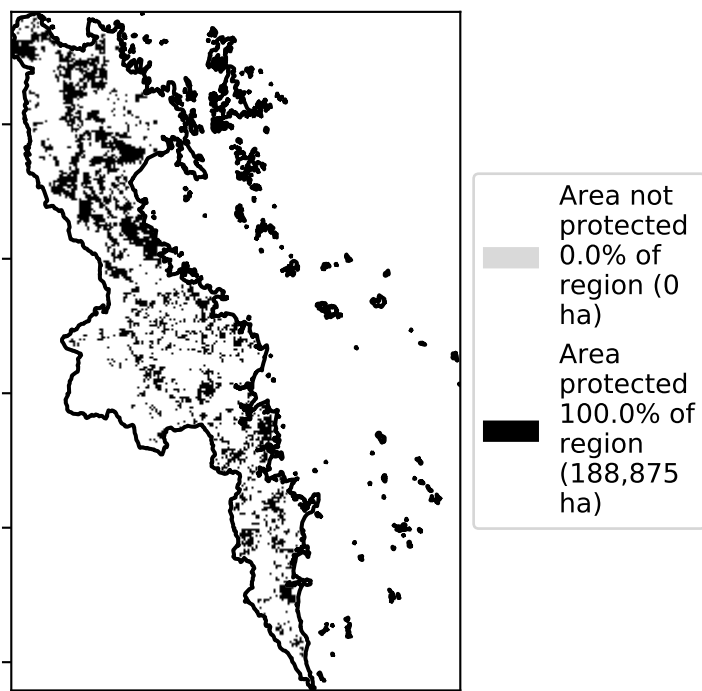 Area not
protected
0.0% of
region (0
ha)
Area
protected
100.0% of
region
(188,875
ha)